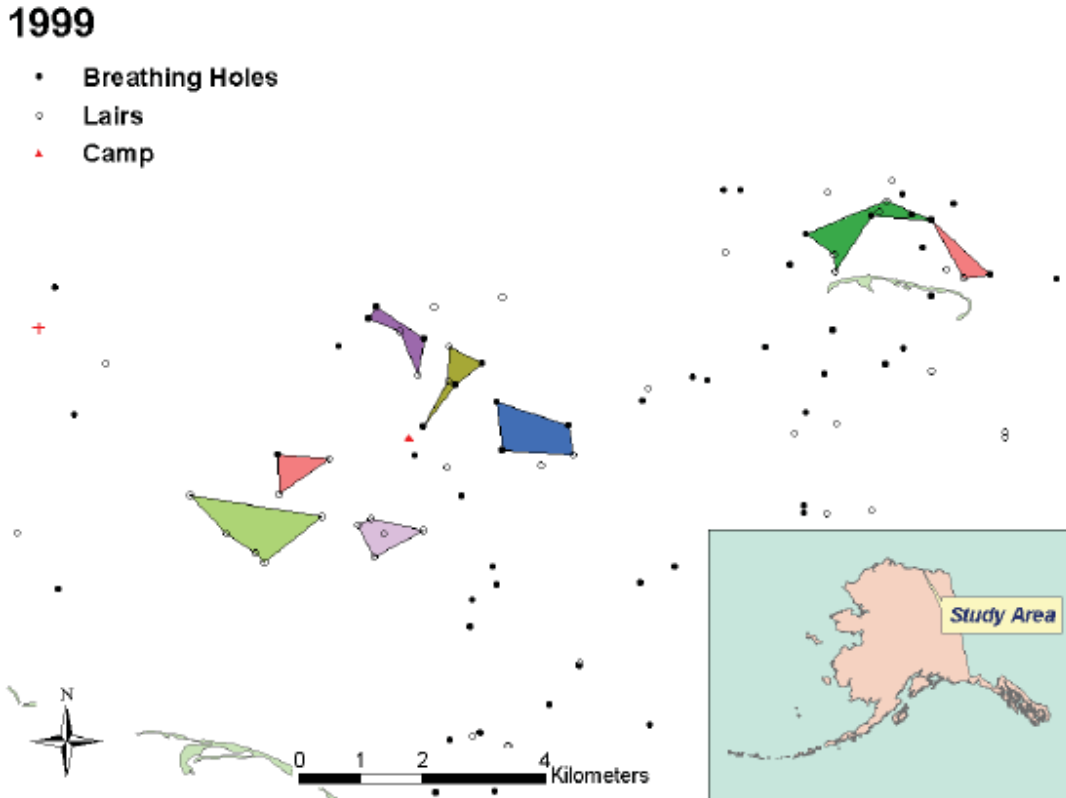 1999
Breathing Holes
Lairs
Camp
Study Area
N
0 1 2 4
Kilometers